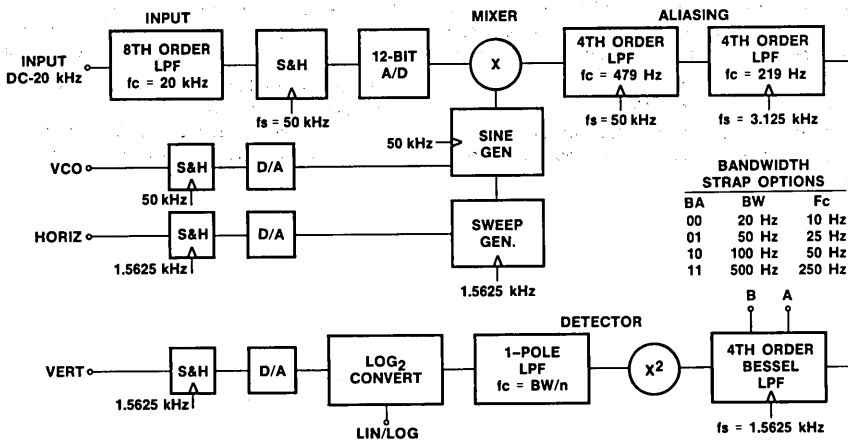 INPUT
MIXER
ALIASING
INPUT
DC-20 kHz
8TH ORDER
LPF
fc = 20 kHz
S&H
fs = 50 kHz
12-BIT
A/D
X
4TH ORDER
LPF
fc = 479 Hz
fs = 50 kHz
4TH ORDER
LPF
fc = 219 Hz
fs = 3.125 kHz
50 kHz
SINE
GEN
VCO
S&H
D/A
50 kHz
HORIZ
S&H
D/A
1.5625 kHz
SWEEP
GEN.
1.5625 kHz
BANDWIDTH
STRAP OPTIONS
BA BW Fc
00 20 Hz 10 Hz
01 50 Hz 25 Hz
10 100 Hz 50 Hz
11 500 Hz 250 Hz
B A
DETECTOR
VERT
S&H
D/A
1.5625 kHz
LOG2
CONVERT
LIN/LOG
1-POLE
LPF
fc = BW/n
X2
4TH ORDER
BESSEL
LPF
fs = 1.5625 kHz